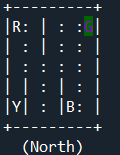 +---------+
|R: | : :G|
| : | : : |
| : : : : |
| | : | : |
|Y| : |B: |
+---------+
(North)